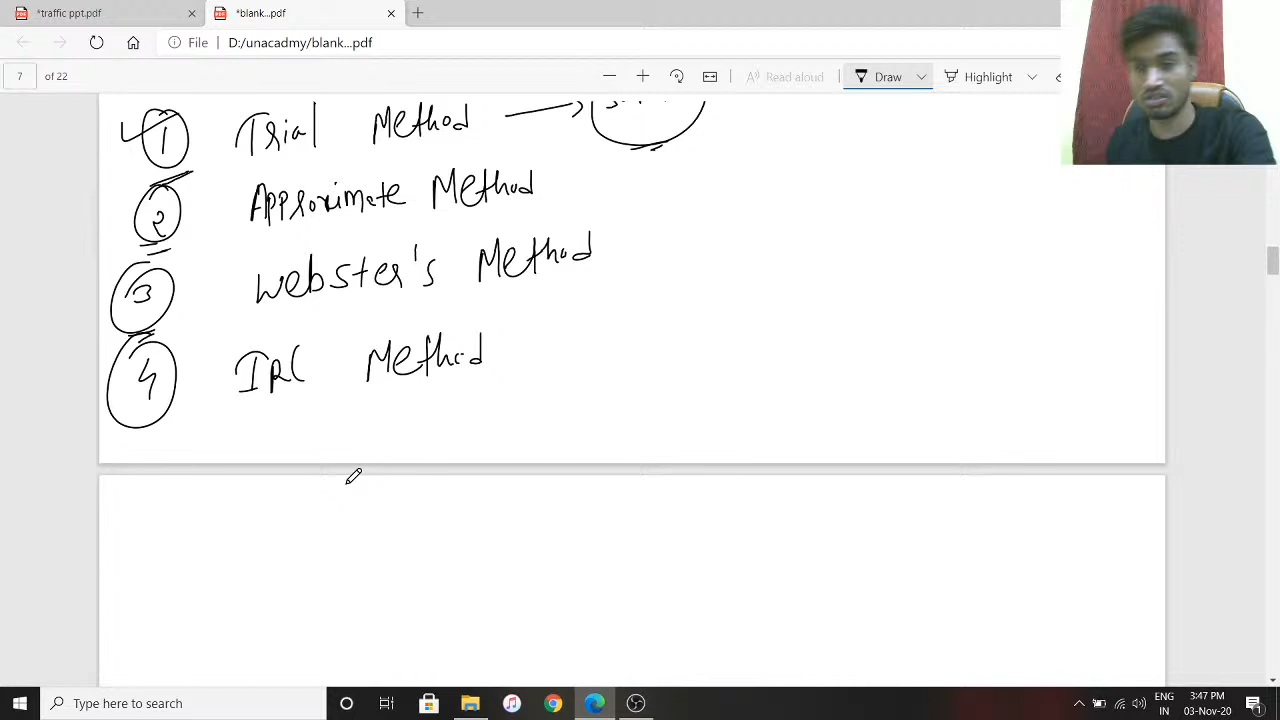 *traffic ppt.pdf
*blank...pdf
File D:/unacadmy/blank...pdf
7 of 22
Read aloud
Draw
Highlight
1 Trial Method
2 Approximate Method
3 Webster's Method
4 IRC Method
Type here to search
ENG
IN
3:47 PM
03-Nov-20
1